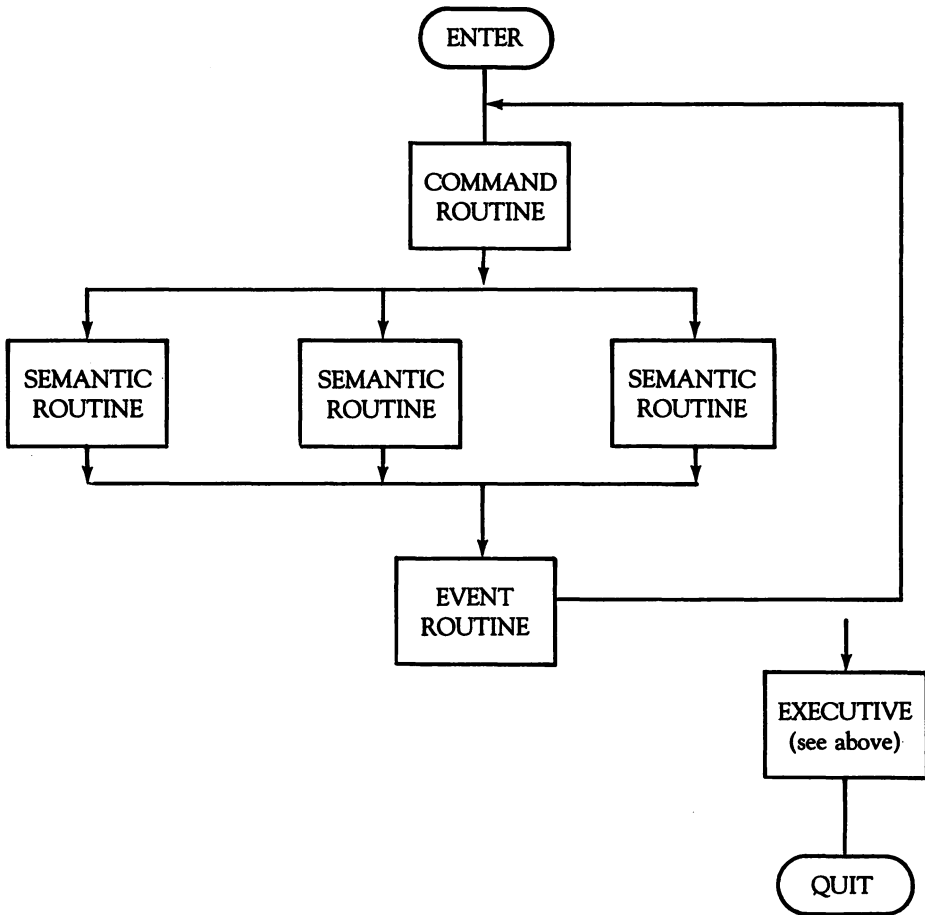 ENTER
COMMAND
ROUTINE
SEMANTIC
ROUTINE
SEMANTIC
ROUTINE
SEMANTIC
ROUTINE
EVENT
ROUTINE
EXECUTIVE
(see above)
QUIT